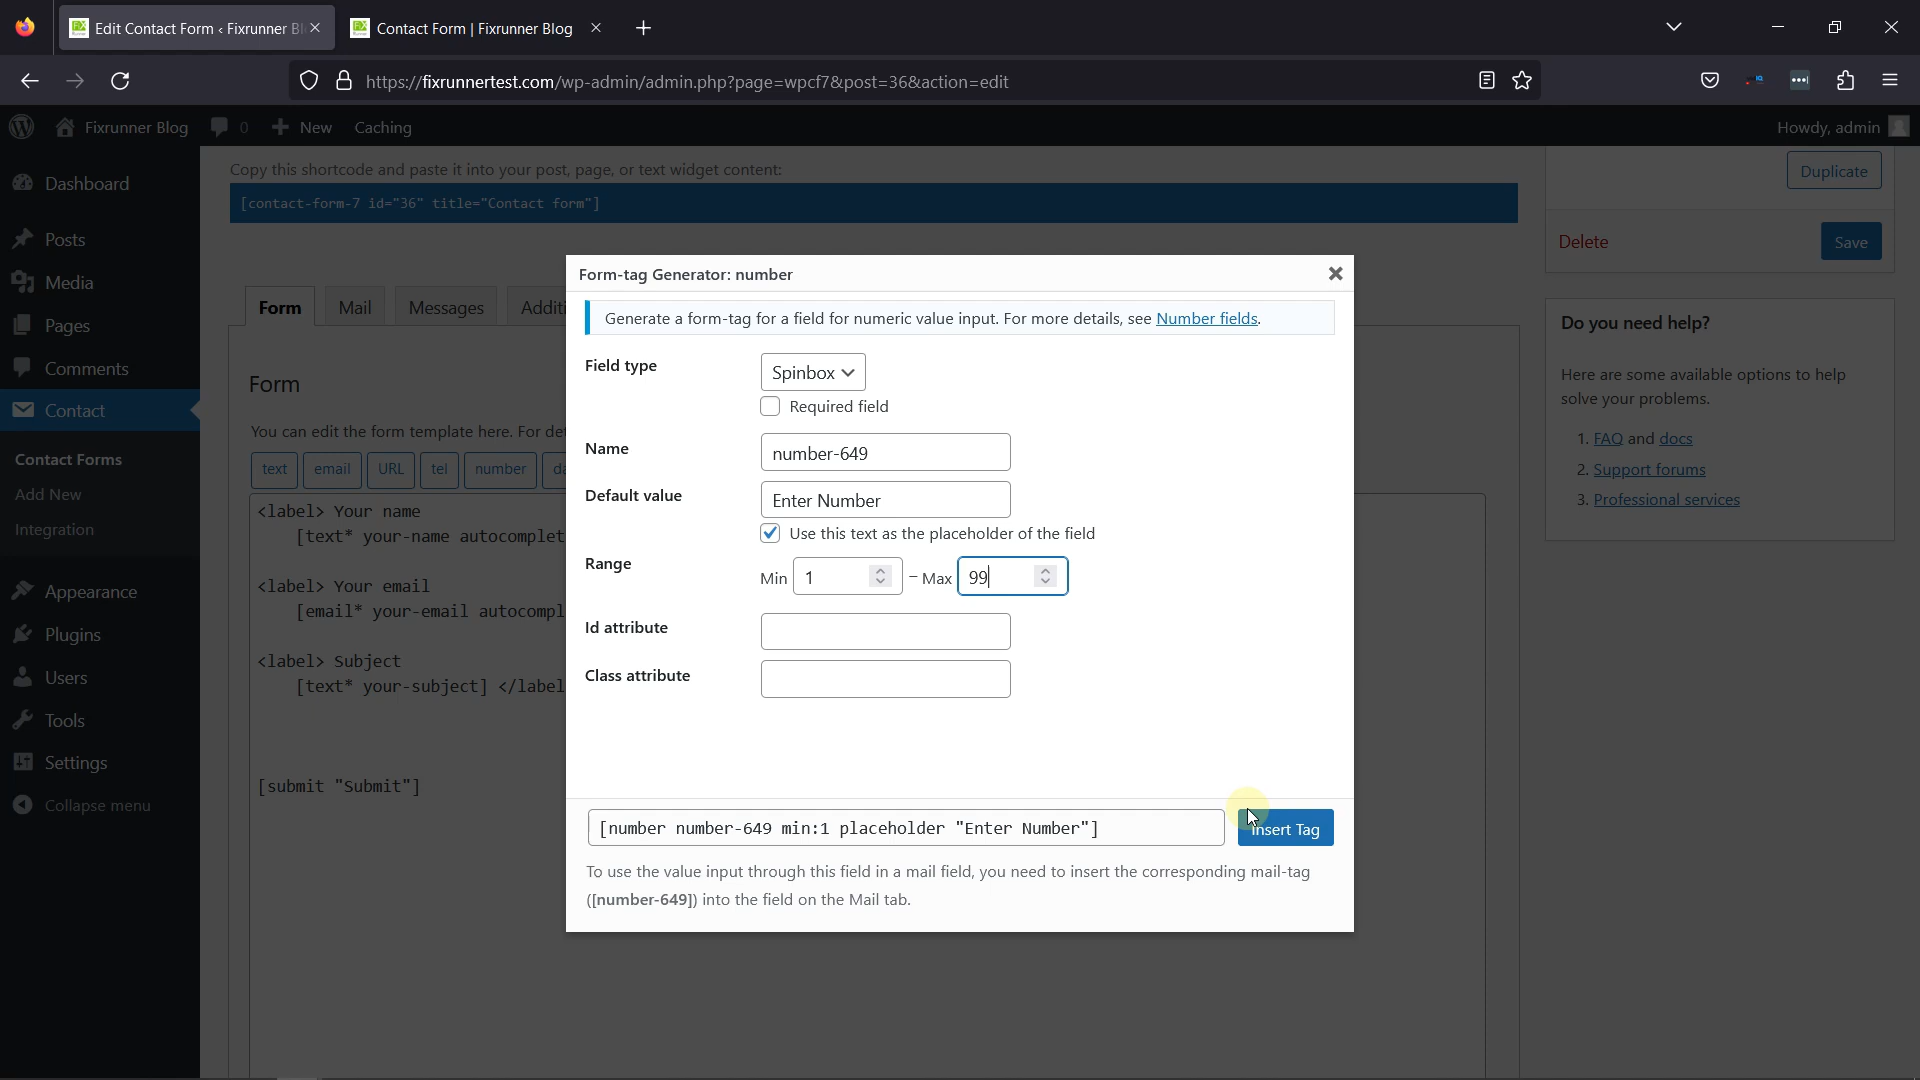 Edit Contact Form ‹ Fixrunner Bl
Contact Form | Fixrunner Blog
https://fixrunnertest.com/wp-admin/admin.php?page=wpcf7&post=36&action=edit
Fixrunner Blog
0
New
Caching
Howdy, admin
Dashboard
Posts
Media
Pages
Comments
Contact
Contact Forms
Add New
Integration
Appearance
Plugins
Users
Tools
Settings
Collapse menu
Copy this shortcode and paste it into your post, page, or text widget content:
[contact-form-7 id="36" title="Contact form"]
Form
Mail
Messages
Additi
Form
You can edit the form template here. For det
text
email
URL
tel
number
da
<label> Your name
[text* your-name autocomplet
<label> Your email
[email* your-email autocompl
<label> Subject
[text* your-subject] </label
[submit "Submit"]
Form-tag Generator: number
Generate a form-tag for a field for numeric value input. For more details, see Number fields.
Field type
Spinbox
Required field
Name
number-649
Default value
Enter Number
Use this text as the placeholder of the field
Range
Min 1 – Max 99
Id attribute
Class attribute
[number number-649 min:1 placeholder "Enter Number"]
Insert Tag
To use the value input through this field in a mail field, you need to insert the corresponding mail-tag
([number-649]) into the field on the Mail tab.
Duplicate
Delete
Save
Do you need help?
Here are some available options to help
solve your problems.
1. FAQ and docs
2. Support forums
3. Professional services